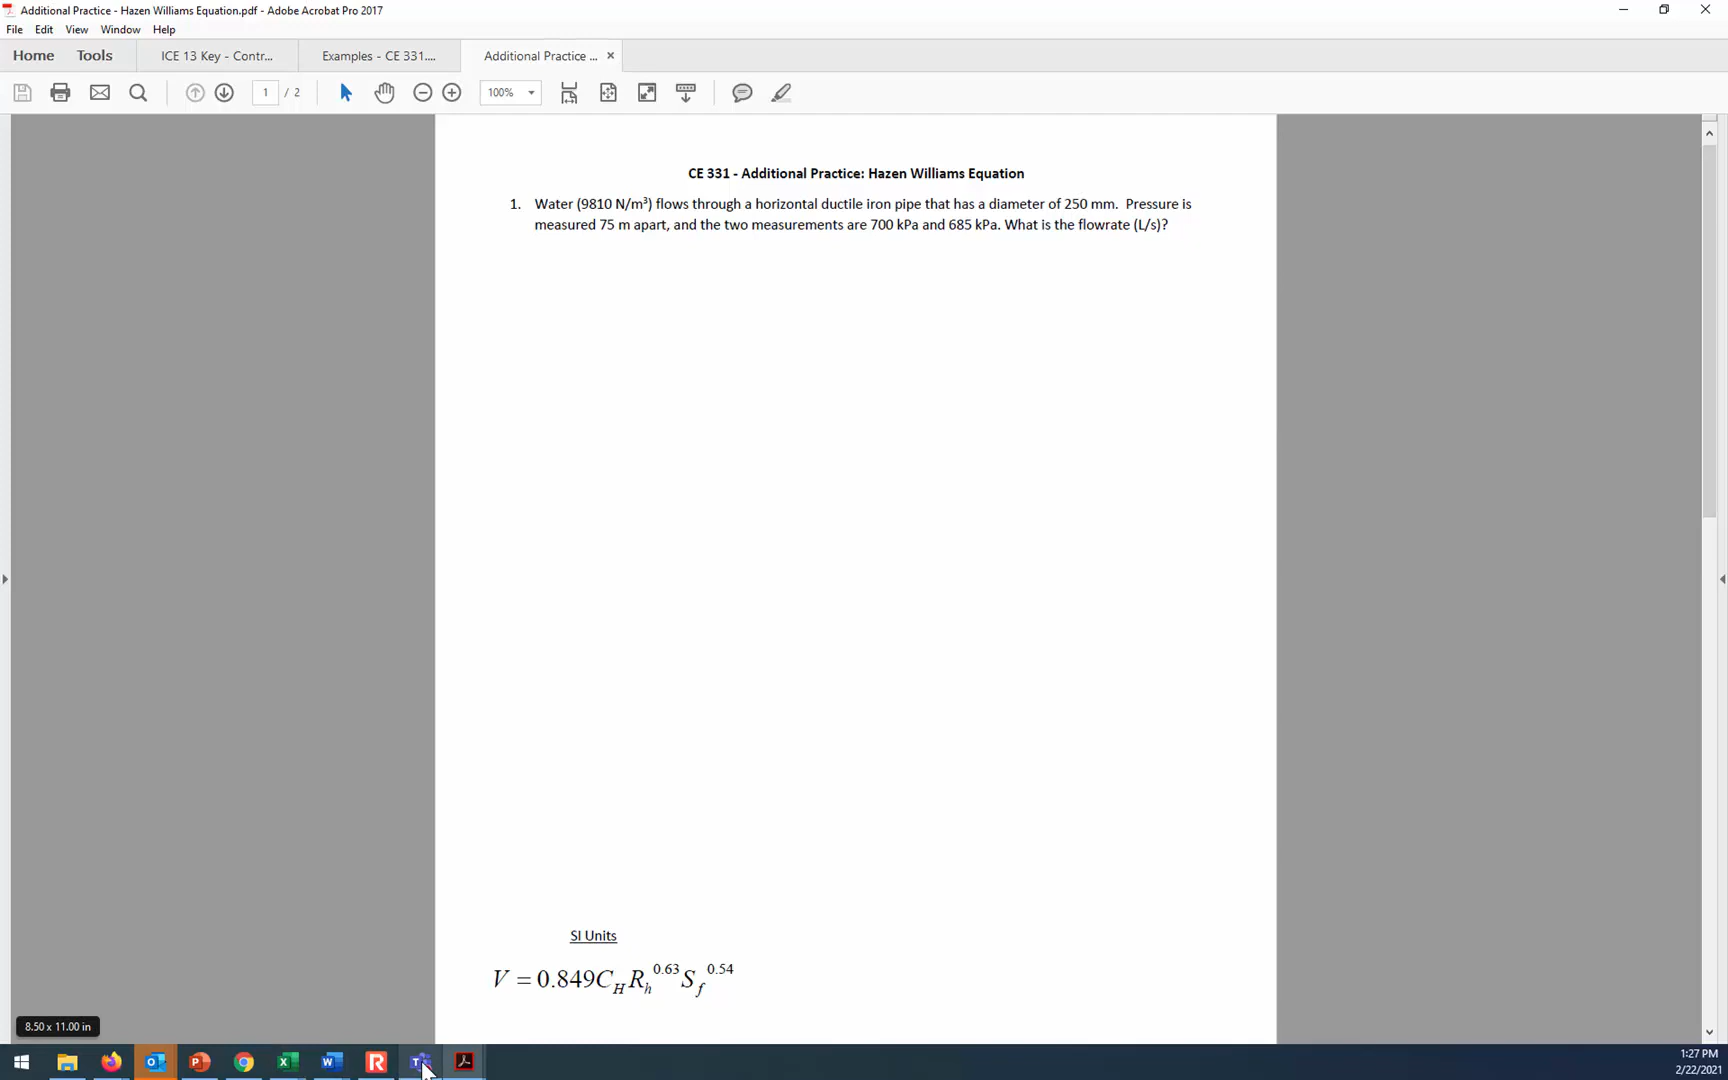 Additional Practice - Hazen Williams Equation.pdf - Adobe Acrobat Pro 2017
File Edit View Window Help
Home Tools ICE 13 Key - Contr... Examples - CE 331.... Additional Practice ... ×
1 / 2 100%
CE 331 - Additional Practice: Hazen Williams Equation
1. Water (9810 N/m³) flows through a horizontal ductile iron pipe that has a diameter of 250 mm. Pressure is
measured 75 m apart, and the two measurements are 700 kPa and 685 kPa. What is the flowrate (L/s)?
SI Units
V = 0.849C_H R_h^0.63 S_f^0.54
8.50 x 11.00 in
1:27 PM
2/22/2021